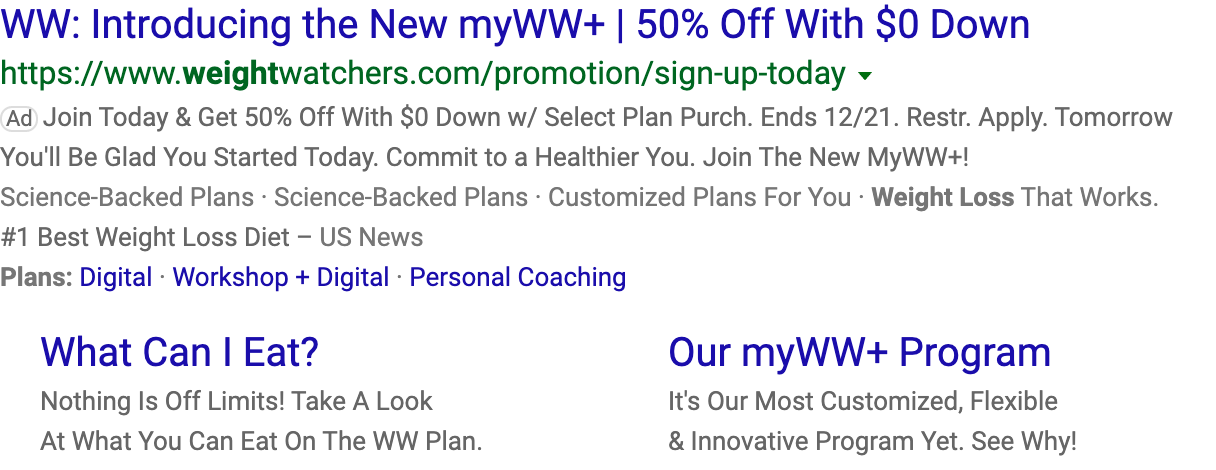 WW: Introducing the New myWW+ | 50% Off With $0 Down
https://www.weightwatchers.com/promotion/sign-up-today
Ad Join Today & Get 50% Off With $0 Down w/ Select Plan Purch. Ends 12/21. Restr. Apply. Tomorrow
You'll Be Glad You Started Today. Commit to a Healthier You. Join The New MyWW+!
Science-Backed Plans · Science-Backed Plans · Customized Plans For You · Weight Loss That Works.
#1 Best Weight Loss Diet – US News
Plans: Digital · Workshop + Digital · Personal Coaching
What Can I Eat?
Nothing Is Off Limits! Take A Look
At What You Can Eat On The WW Plan.
Our myWW+ Program
It's Our Most Customized, Flexible
& Innovative Program Yet. See Why!